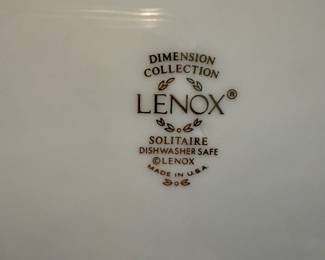 DIMENSION
COLLECTION
LENOX®
SOLITAIRE
DISHWASHER SAFE
©LENOX
MADE IN U.S.A.